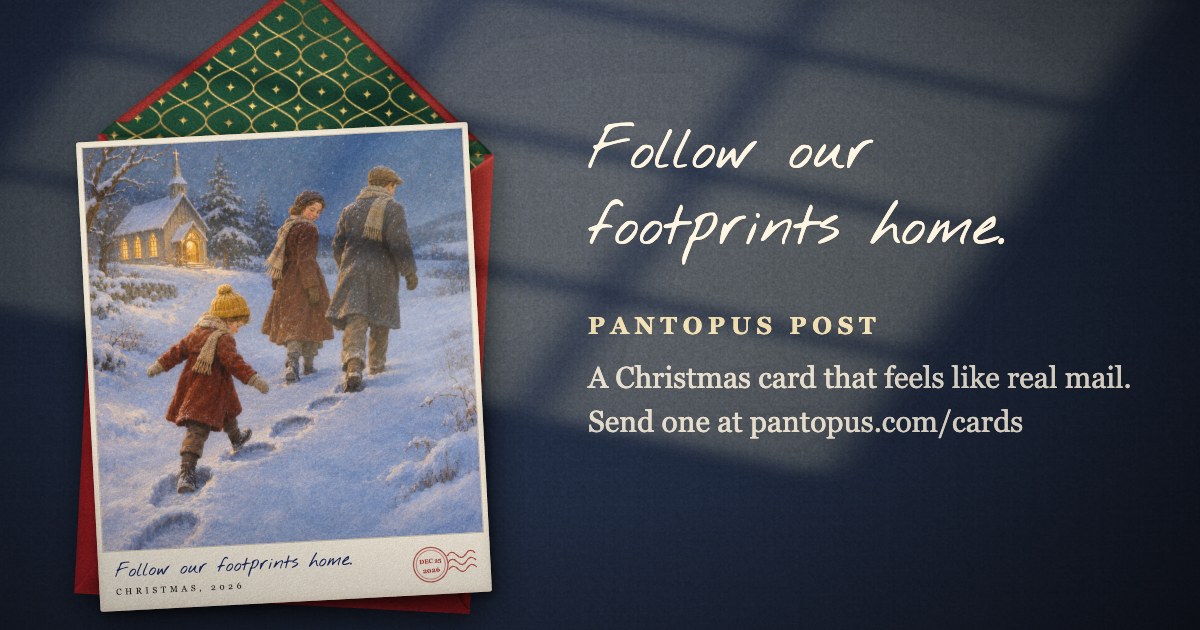 Follow our
footprints home.
PANTOPUS POST
A Christmas card that feels like real mail.
Send one at pantopus.com/cards
Follow our footprints home.
CHRISTMAS, 2026
DEC 25
2026